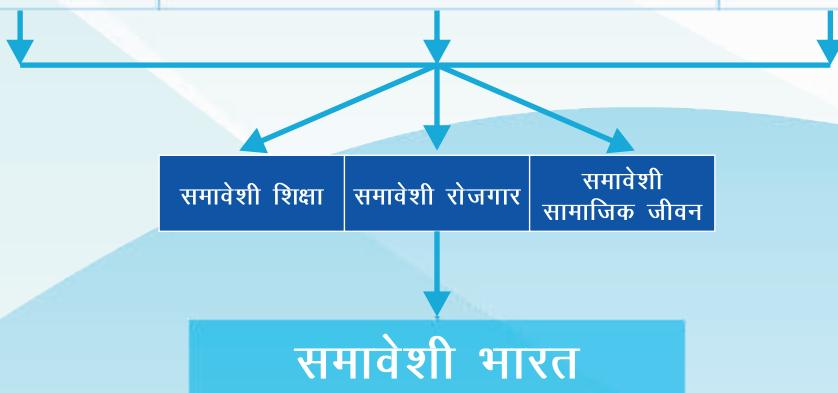 समावेशी शिक्षा
समावेशी रोजगार
समावेशी
सामाजिक जीवन
समावेशी भारत